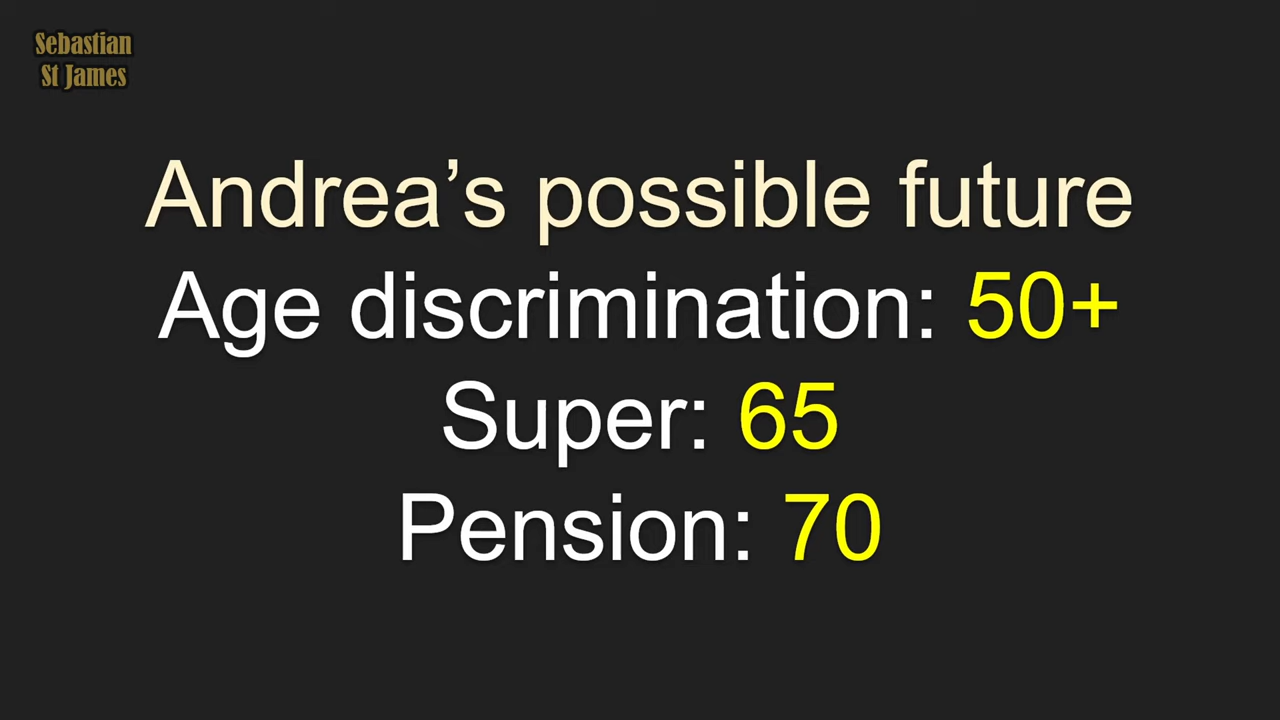 Sebastian
St James
Andrea’s possible future
Age discrimination: 50+
Super: 65
Pension: 70